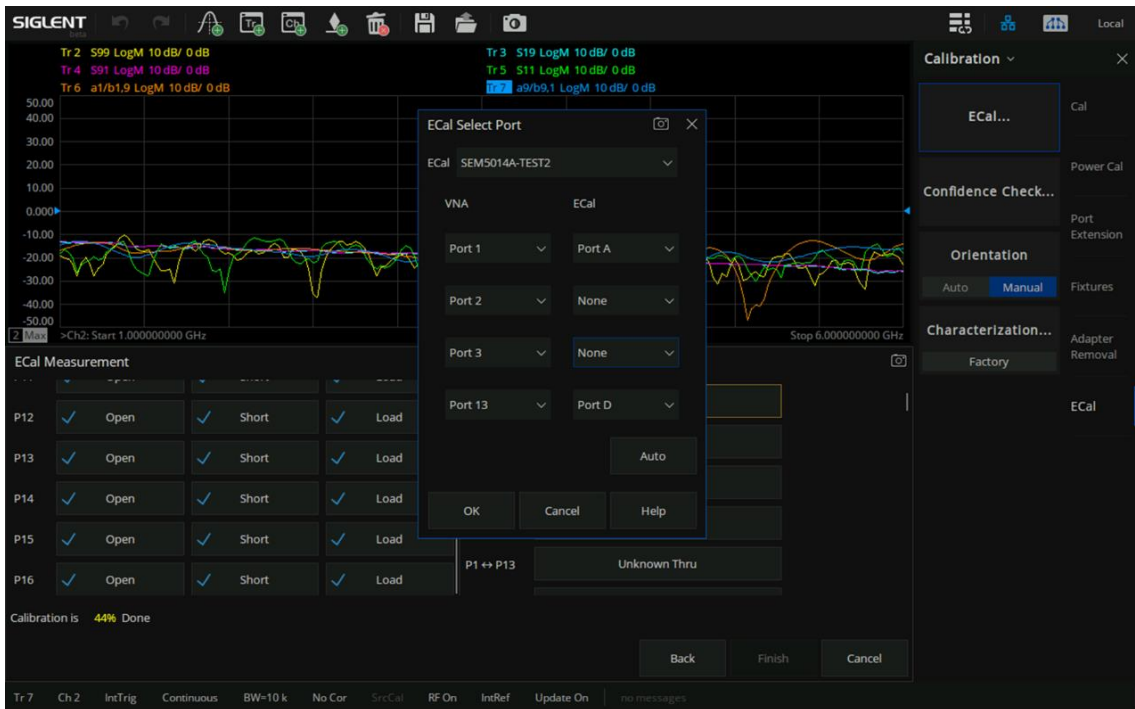 SIGLENT
beta
Tc
Ch
Local
Tr 2 S99 LogM 10 dB/ 0 dB
Tr 3 S19 LogM 10 dB/ 0 dB
Tr 4 S91 LogM 10 dB/ 0 dB
Tr 5 S11 LogM 10 dB/ 0 dB
Tr 6 a1/b1,9 LogM 10 dB/ 0 dB
Tr 7 a9/b9,1 LogM 10 dB/ 0 dB
50.00
40.00
30.00
20.00
10.00
0.000
-10.00
-20.00
-30.00
-40.00
-50.00
2 Max >Ch2: Start 1.000000000 GHz
Stop 6.000000000 GHz
ECal Select Port
ECal SEM5014A-TEST2
VNA ECal
Port 1 Port A
Port 2 None
Port 3 None
Port 13 Port D
Auto
OK Cancel Help
Calibration
ECal...
Confidence Check...
Orientation
Auto Manual
Characterization...
Factory
Cal
Power Cal
Port
Extension
Fixtures
Adapter
Removal
ECal
ECal Measurement
P12 Open Short Load
P13 Open Short Load
P14 Open Short Load
P15 Open Short Load
P16 Open Short Load
P1 ↔ P13 Unknown Thru
Calibration is 44% Done
Back Finish Cancel
Tr 7 Ch 2 IntTrig Continuous BW=10 k No Cor SrcCal RF On IntRef Update On no messages